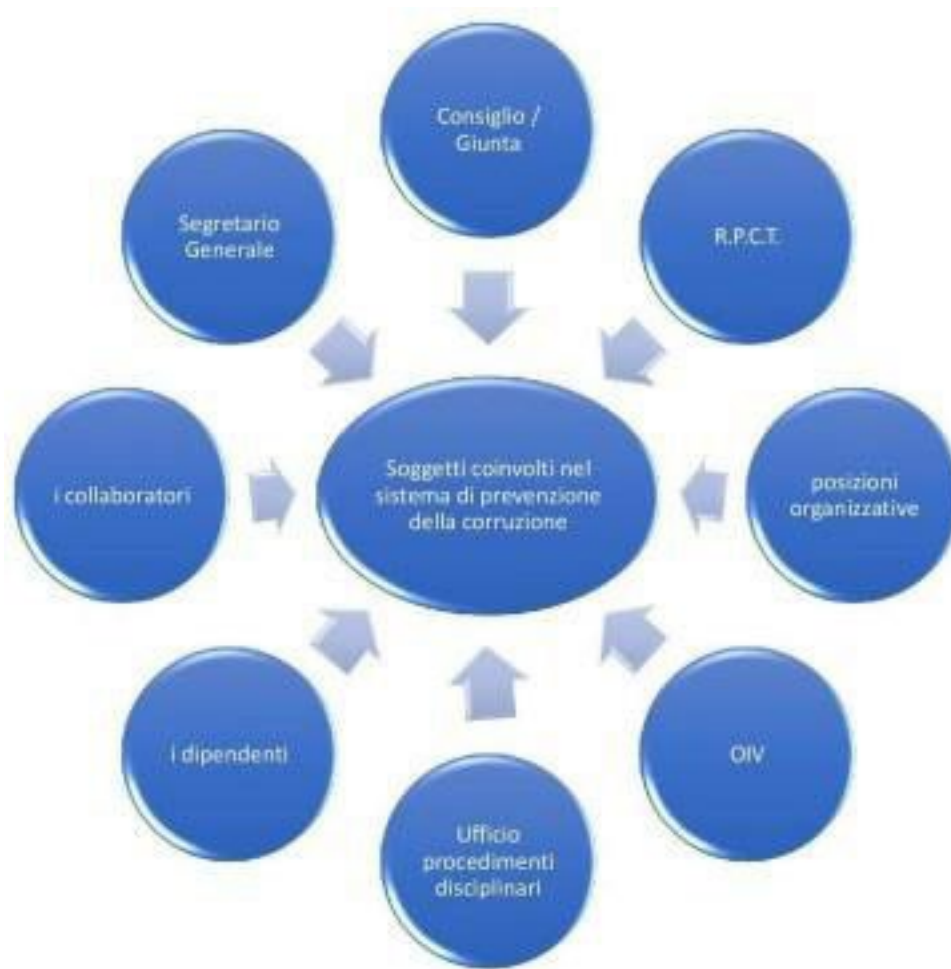 Consiglio /
Giunta
R.P.C.T.
posizioni
organizzative
OIV
Ufficio
procedimenti
disciplinari
i dipendenti
i collaboratori
Segretario
Generale
Soggetti coinvolti nel
sistema di prevenzione
della corruzione